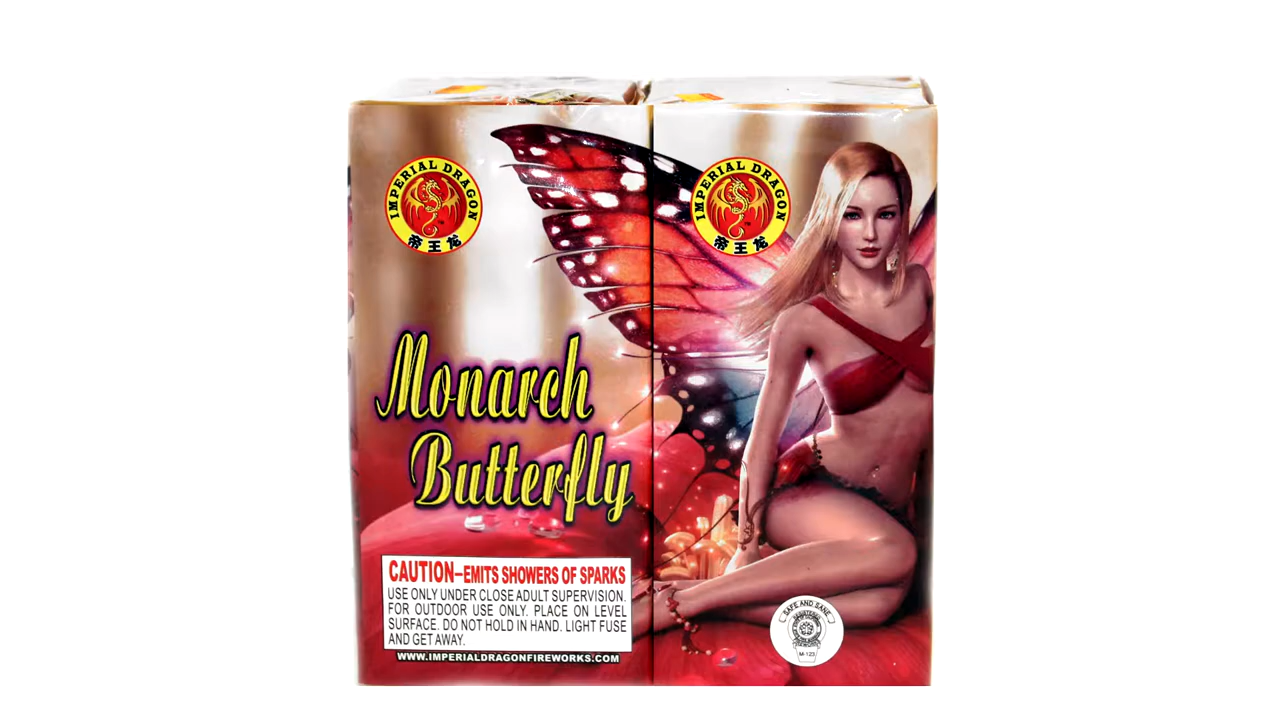 IMPERIAL DRAGON
帝王龙
IMPERIAL DRAGON
帝王龙
Monarch
Butterfly
CAUTION–EMITS SHOWERS OF SPARKS
USE ONLY UNDER CLOSE ADULT SUPERVISION.
FOR OUTDOOR USE ONLY. PLACE ON LEVEL
SURFACE. DO NOT HOLD IN HAND. LIGHT FUSE
AND GET AWAY.
WWW.IMPERIALDRAGONFIREWORKS.COM
SAFE AND SANE
M-123